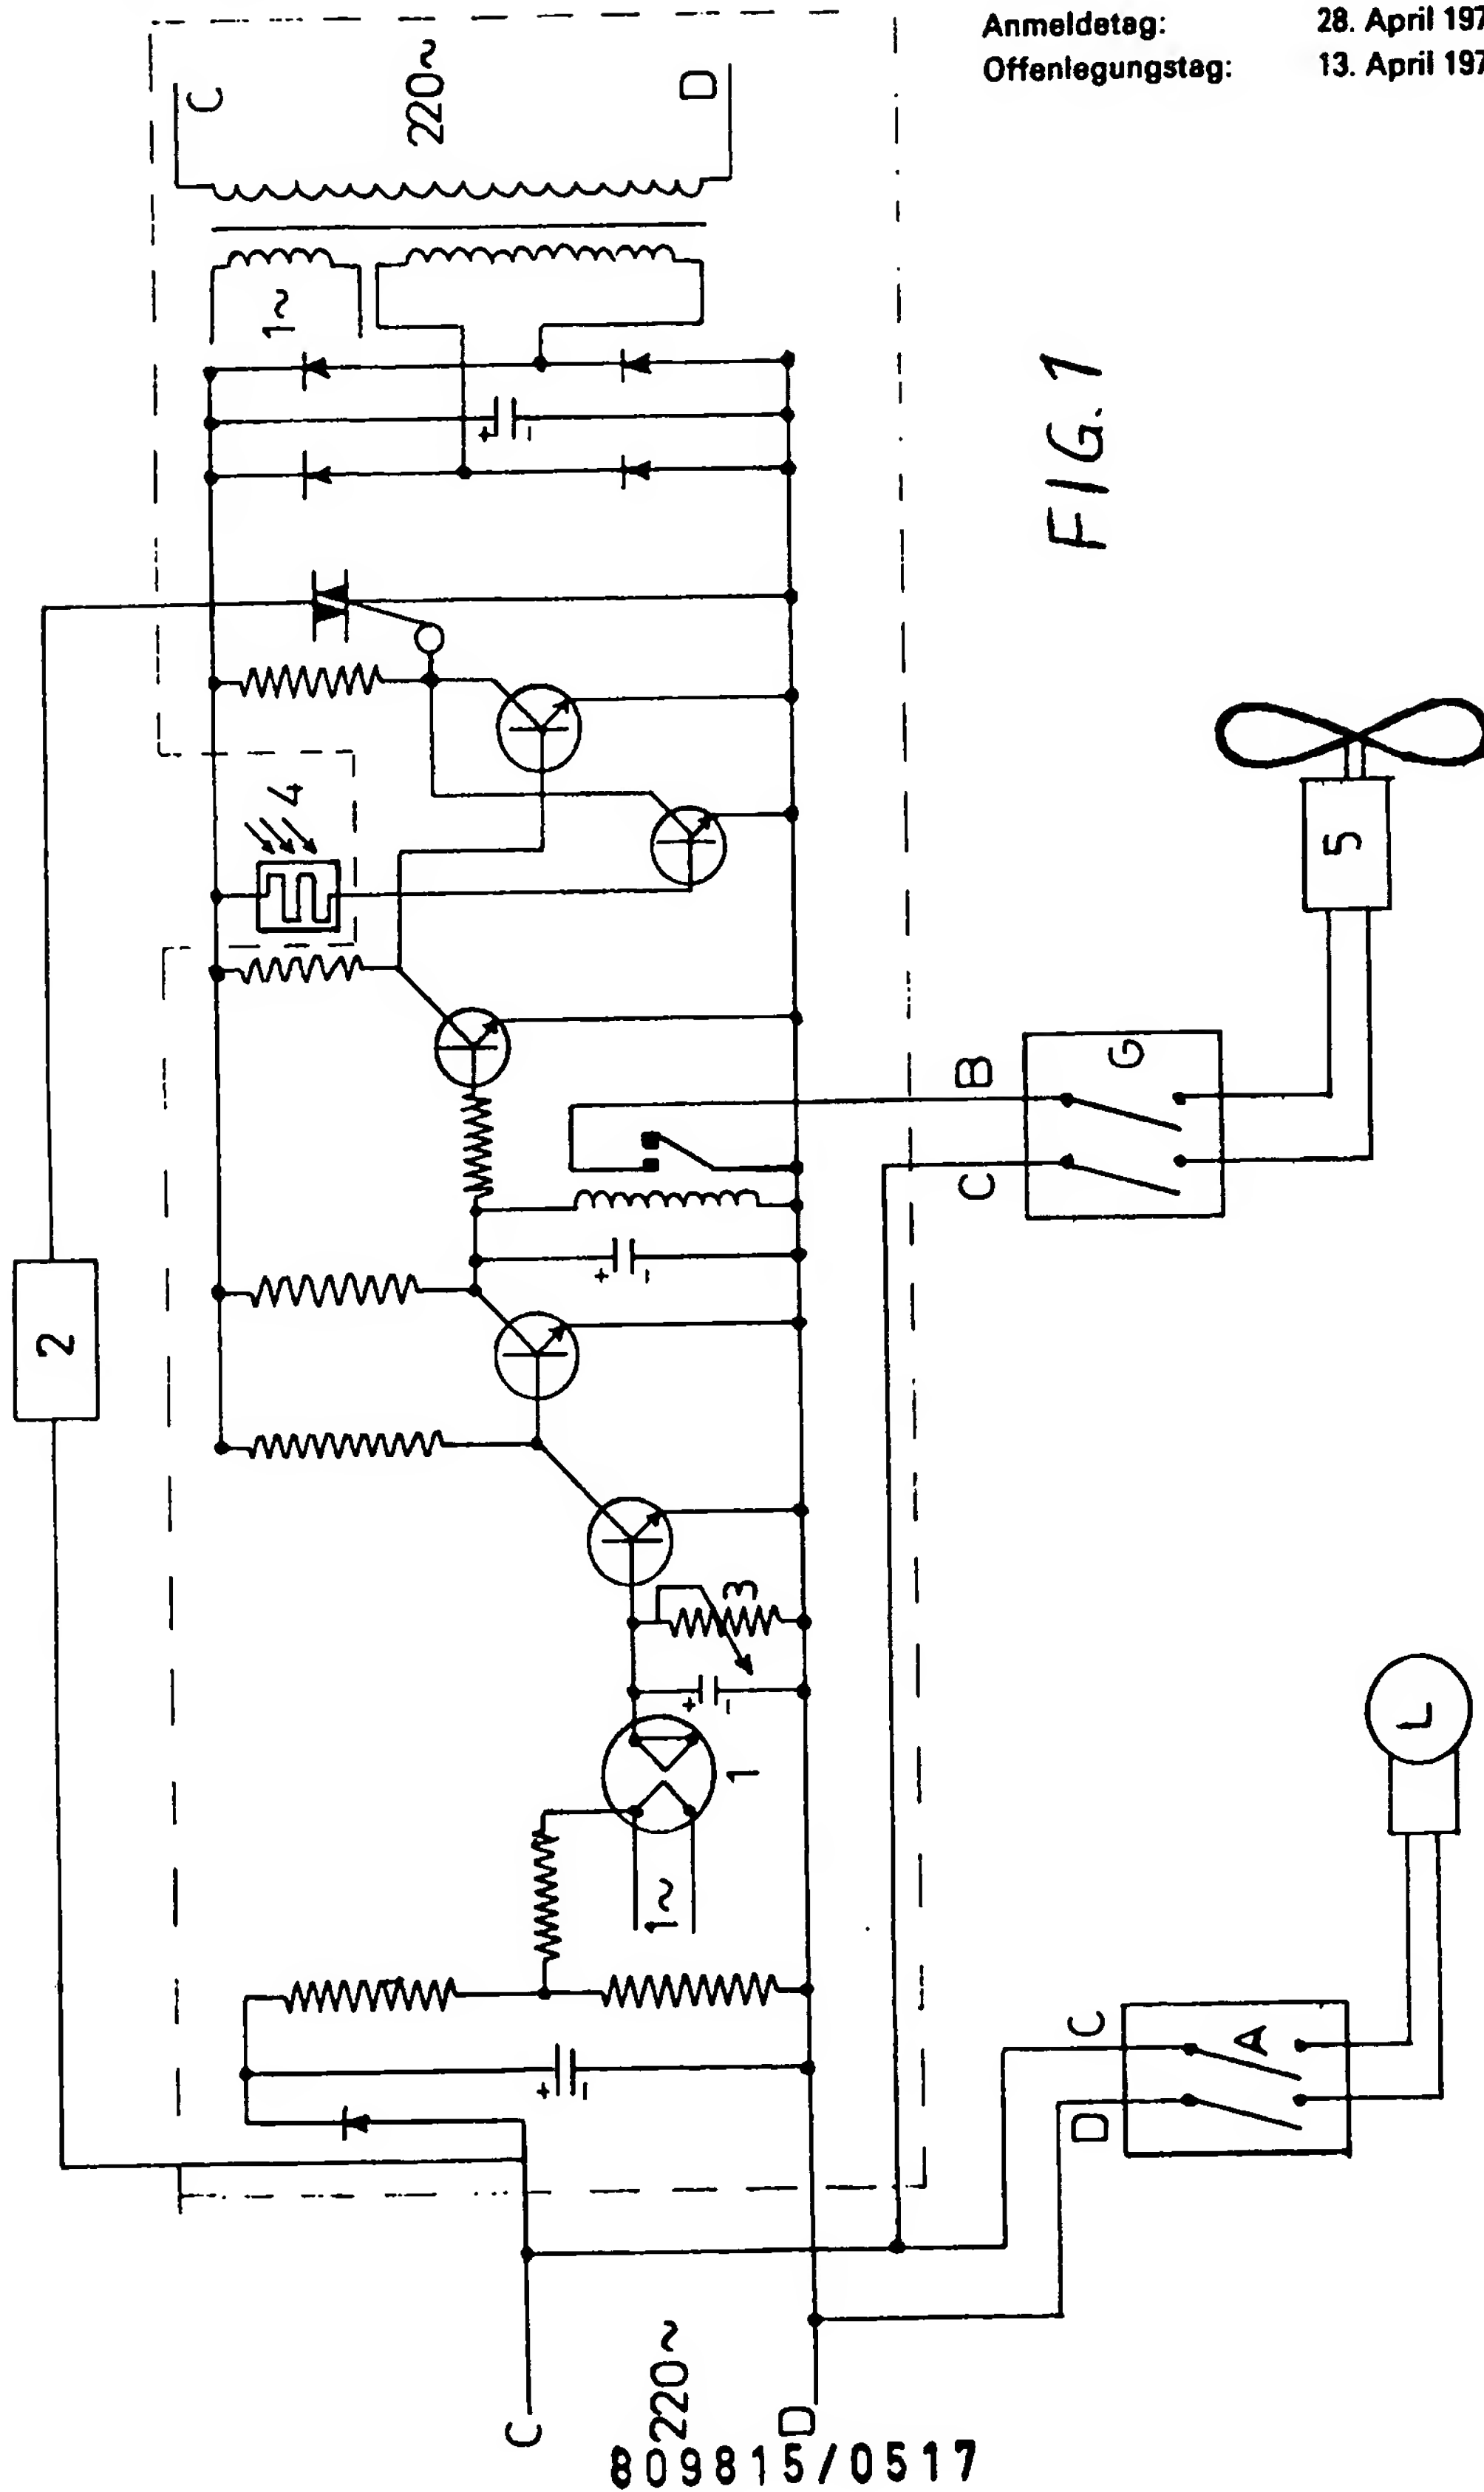 Anmeldetag: 28. April 197
Offenlegungstag: 13. April 197
C
220~
D
1~
4
2
FIG. 1
5
B
C
G
3
1
1~
L
C
D
A
C
220~
D
809815/0517